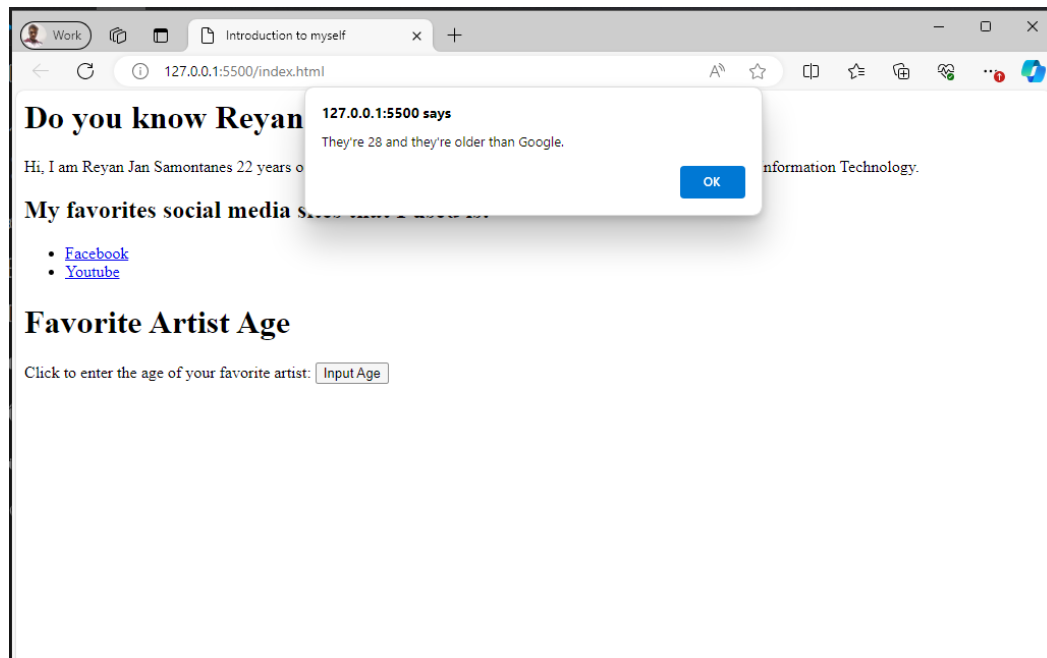 Work
Introduction to myself
127.0.0.1:5500/index.html
Do you know Reyan
127.0.0.1:5500 says
They're 28 and they're older than Google.
OK
Hi, I am Reyan Jan Samontanes 22 years o
nformation Technology.
My favorites social media
Facebook
Youtube
Favorite Artist Age
Click to enter the age of your favorite artist: Input Age